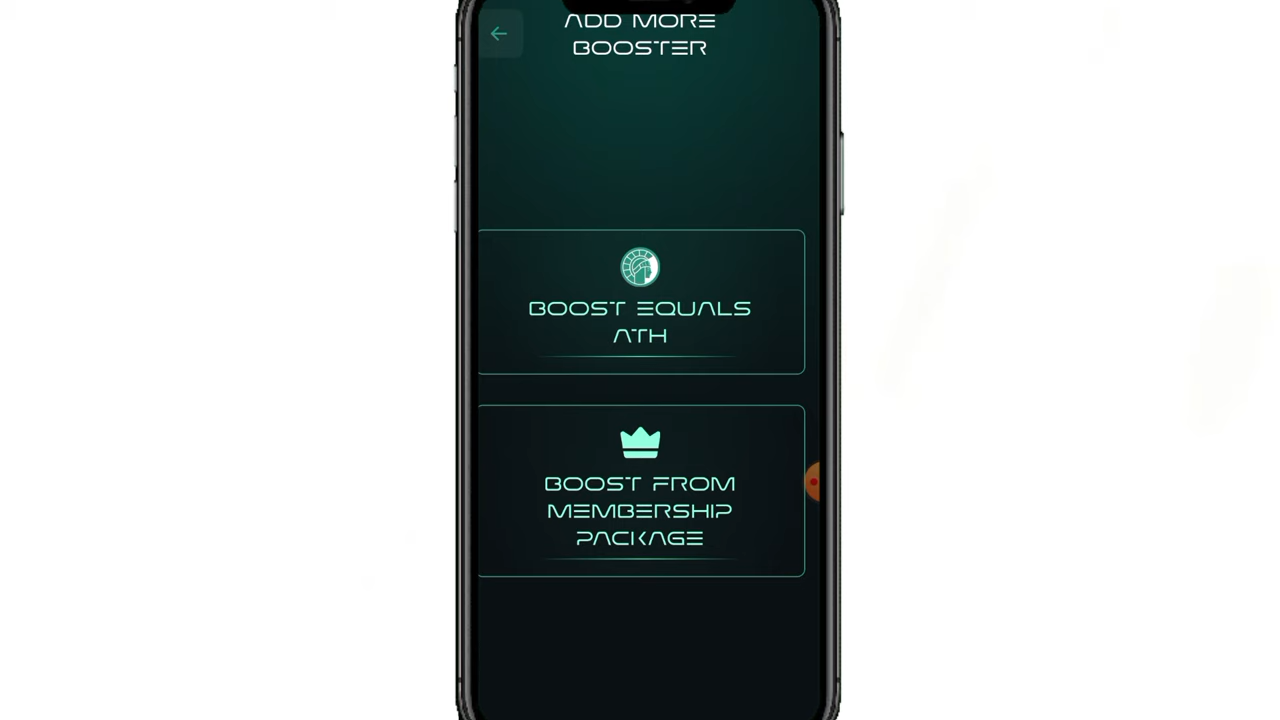 ADD MORE
BOOSTER
BOOST EQUALS
ATH
BOOST FROM
MEMBERSHIP
PACKAGE